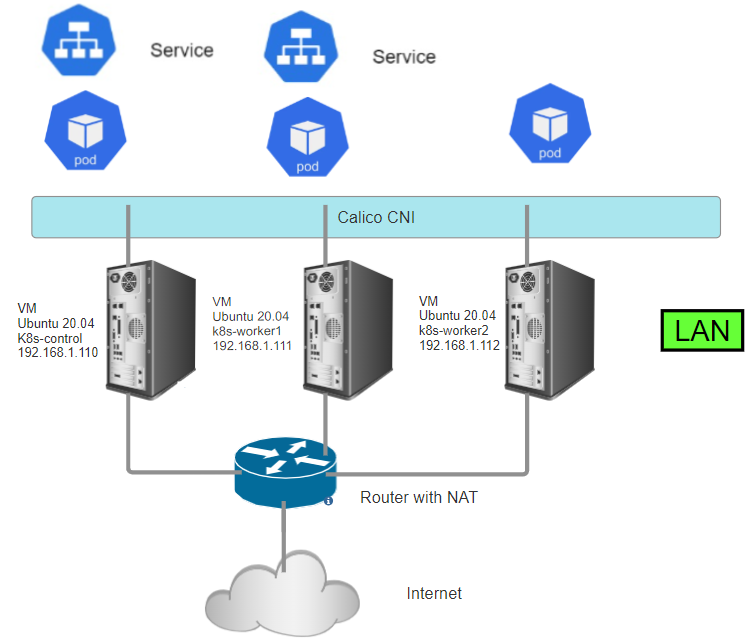 Service
Service
pod
pod
pod
Calico CNI
VM
Ubuntu 20.04
K8s-control
192.168.1.110
VM
Ubuntu 20.04
k8s-worker1
192.168.1.111
VM
Ubuntu 20.04
k8s-worker2
192.168.1.112
LAN
Router with NAT
Internet